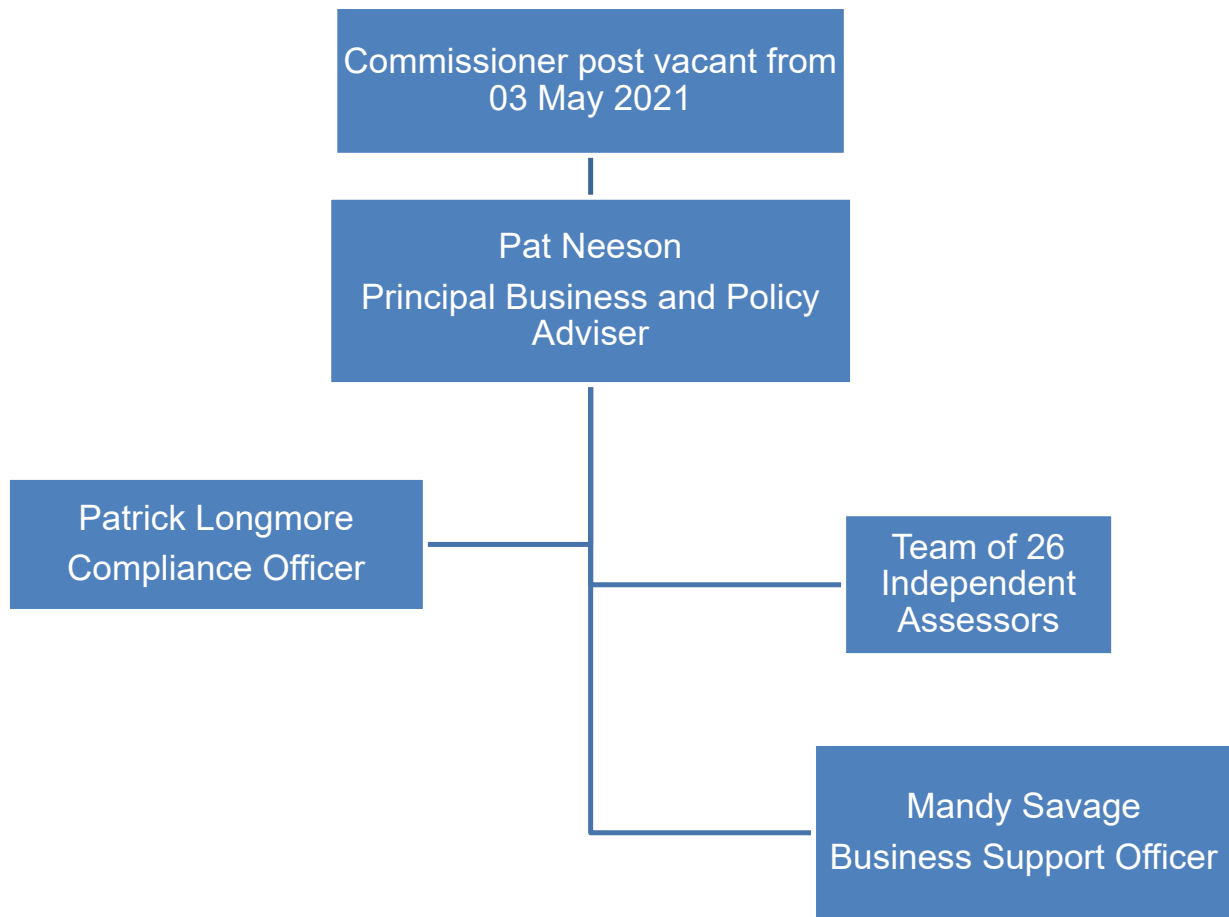 Commissioner post vacant from
03 May 2021
Pat Neeson
Principal Business and Policy
Adviser
Patrick Longmore
Compliance Officer
Team of 26
Independent
Assessors
Mandy Savage
Business Support Officer